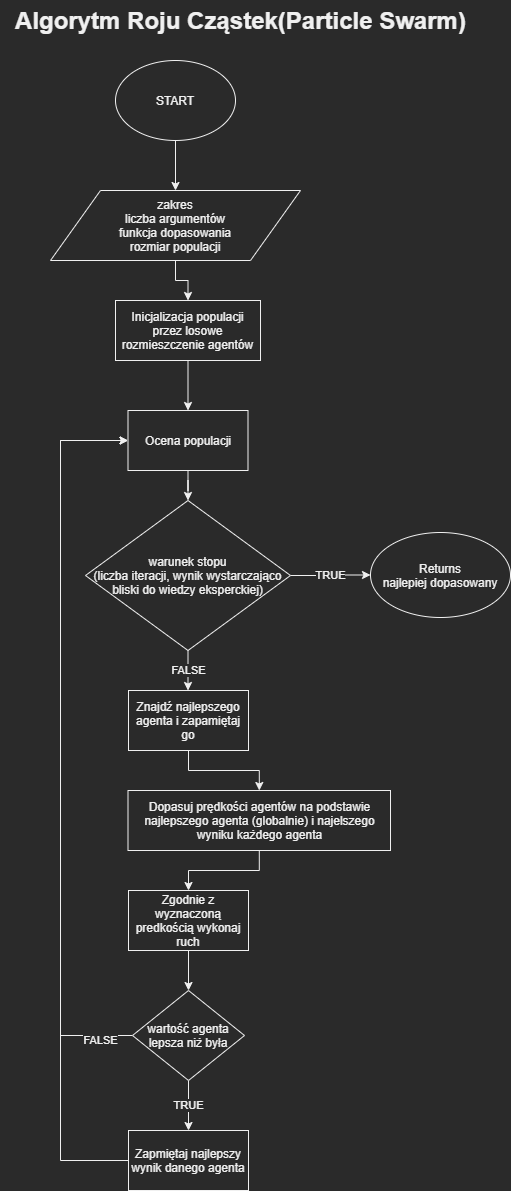 Algorytm Roju Cząstek(Particle Swarm)
START
zakres
liczba argumentów
funkcja dopasowania
rozmiar populacji
Inicjalizacja populacji
przez losowe
rozmieszczenie agentów
Ocena populacji
warunek stopu
(liczba iteracji, wynik wystarczająco
bliski do wiedzy eksperckiej)
TRUE
Returns
najlepiej dopasowany
FALSE
Znajdź najlepszego
agenta i zapamiętaj
go
Dopasuj prędkości agentów na podstawie
najlepszego agenta (globalnie) i najelszego
wyniku każdego agenta
Zgodnie z
wyznaczoną
predkością wykonaj
ruch
wartość agenta
lepsza niż była
FALSE
TRUE
Zapmiętaj najlepszy
wynik danego agenta